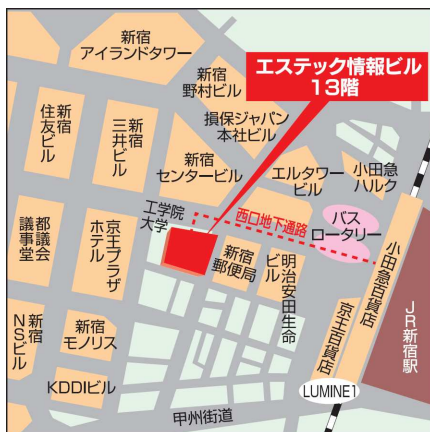 新宿
アイランドタワー
新宿
野村ビル
エステック情報ビル
13階
損保ジャパン
本社ビル
新宿
住友ビル
新宿
三井ビル
新宿
センタービル
エルタワー
ビル
小田急
ハルク
工学院
大学
西口地下通路
バス
ロータリー
都議会
議事堂
京王プラザ
ホテル
新宿
郵便局
明治安田生命
ビル
小田急百貨店
京王百貨店
JR新宿駅
新宿
NSビル
新宿
モノリス
KDDIビル
LUMINE1
甲州街道